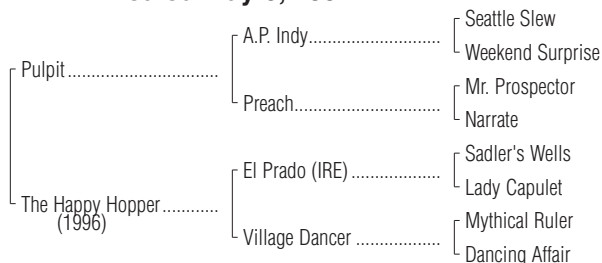 Seattle Slew
A.P. Indy
Weekend Surprise
Pulpit
Mr. Prospector
Preach
Narrate
Sadler's Wells
El Prado (IRE)
Lady Capulet
The Happy Hopper
(1996)
Mythical Ruler
Village Dancer
Dancing Affair